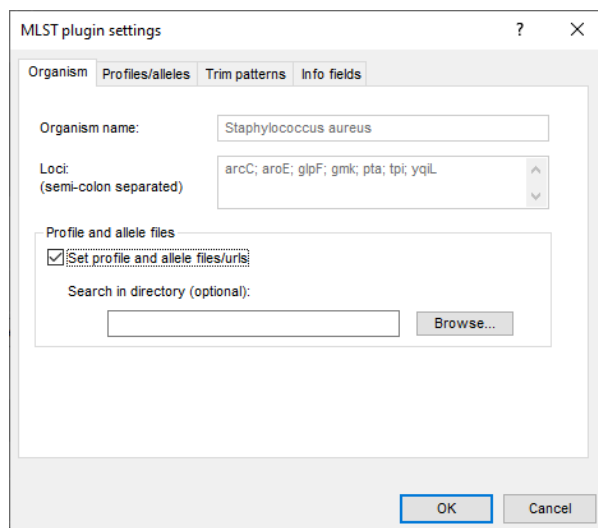 MLST plugin settings
?
Organism Profiles/alleles Trim patterns Info fields
Organism name: Staphylococcus aureus
Loci: arcC; aroE; glpF; gmk; pta; tpi; yqiL
(semi-colon separated)
Profile and allele files
Set profile and allele files/urls
Search in directory (optional):
Browse...
OK Cancel